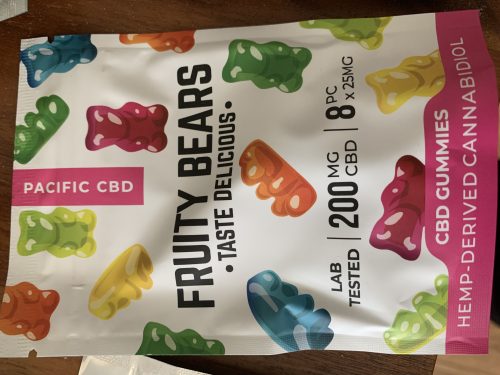 PACIFIC CBD
FRUITY BEARS
• TASTE DELICIOUS •
LAB
TESTED
200 MG
CBD
8 PC
x 25MG
CBD GUMMIES
HEMP-DERIVED CANNABIDIOL